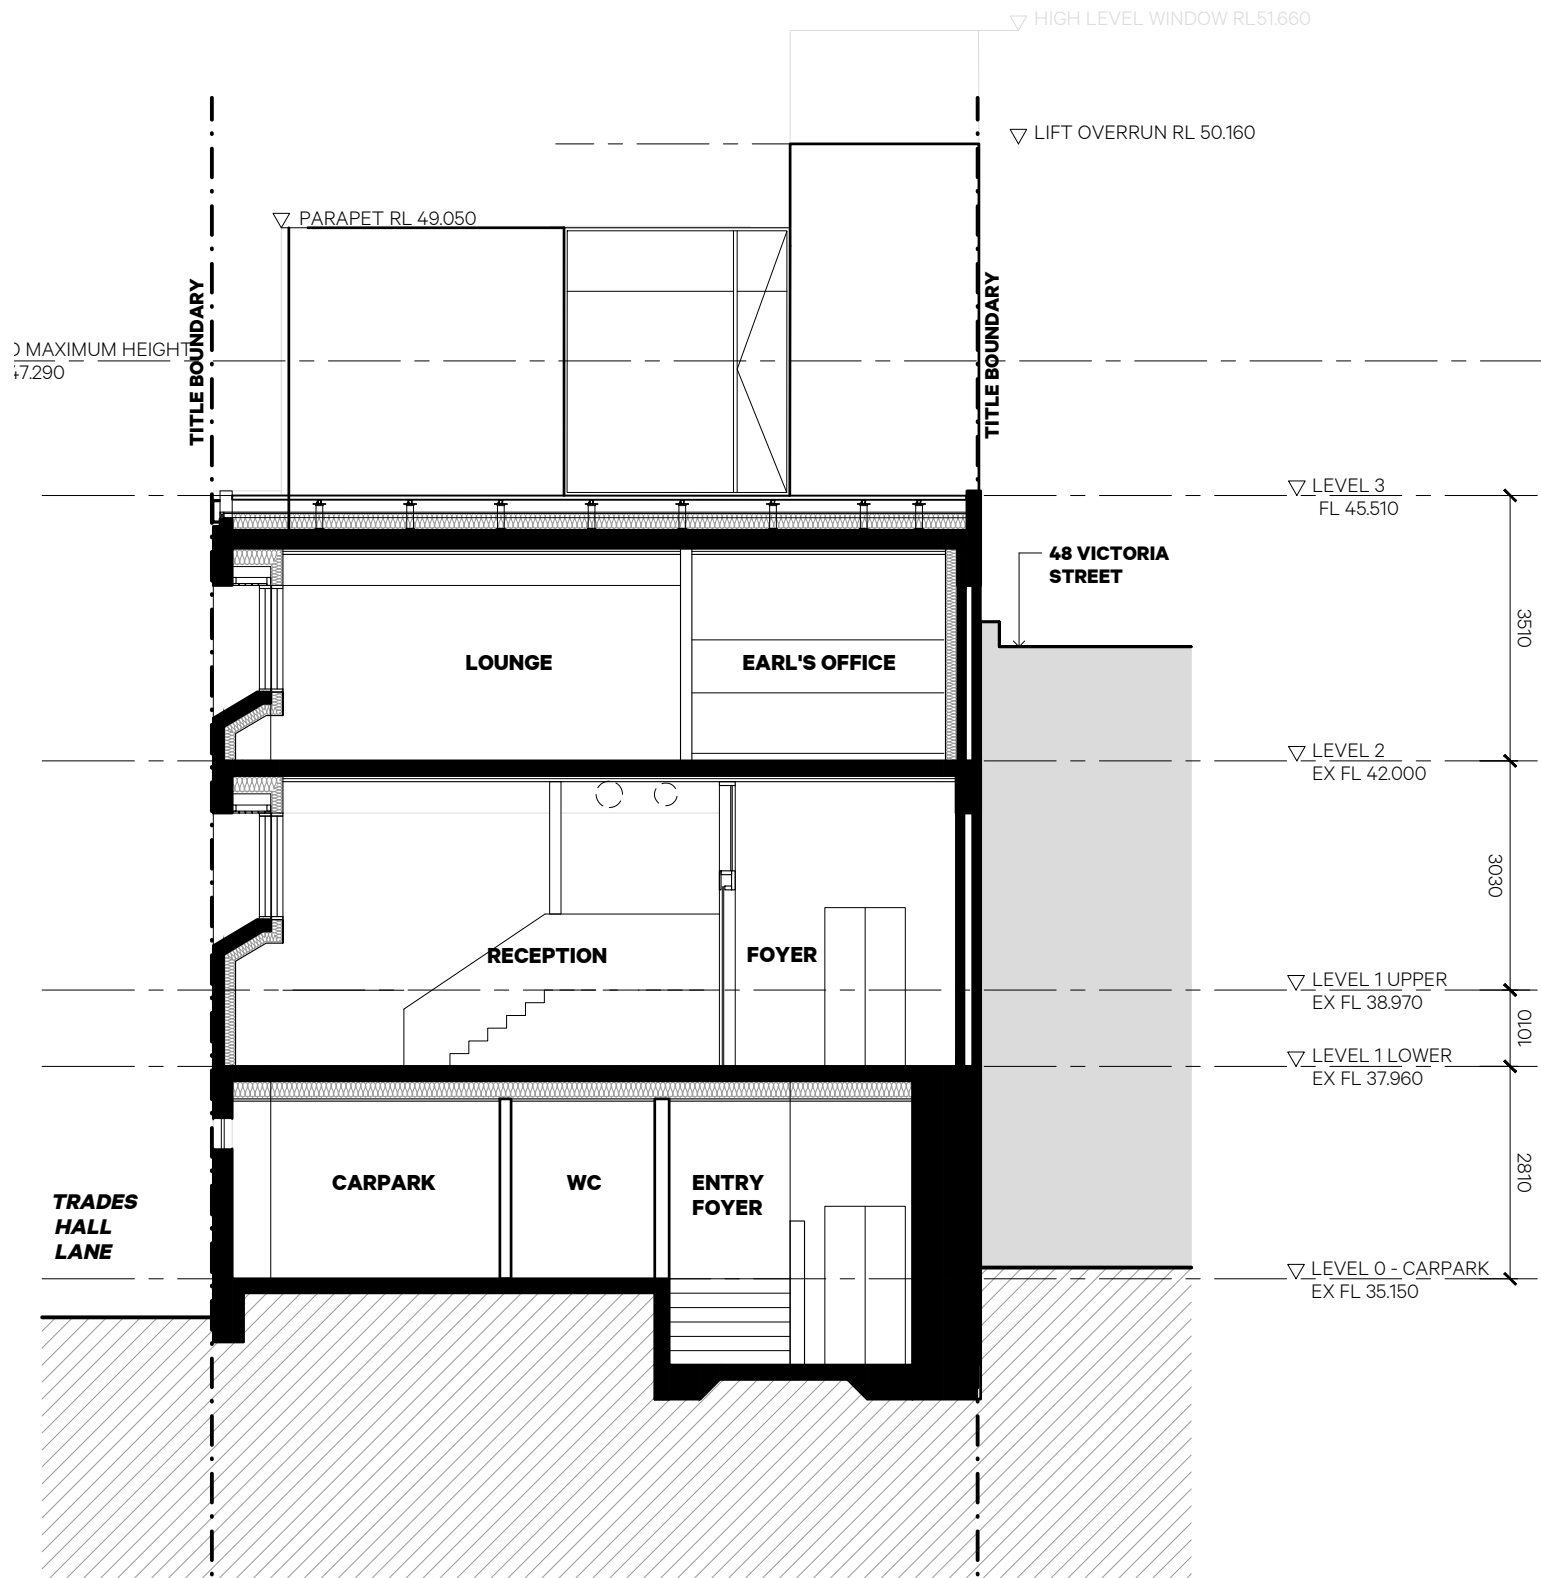 HIGH LEVEL WINDOW RL51.660
LIFT OVERRUN RL 50.160
PARAPET RL 49.050
TITLE BOUNDARY
TITLE BOUNDARY
MAXIMUM HEIGHT
47.290
LEVEL 3
FL 45.510
48 VICTORIA
STREET
3510
LOUNGE
EARL'S OFFICE
LEVEL 2
EX FL 42.000
3030
RECEPTION
FOYER
LEVEL 1 UPPER
EX FL 38.970
1010
LEVEL 1 LOWER
EX FL 37.960
2810
CARPARK
WC
ENTRY
FOYER
TRADES
HALL
LANE
LEVEL 0 - CARPARK
EX FL 35.150